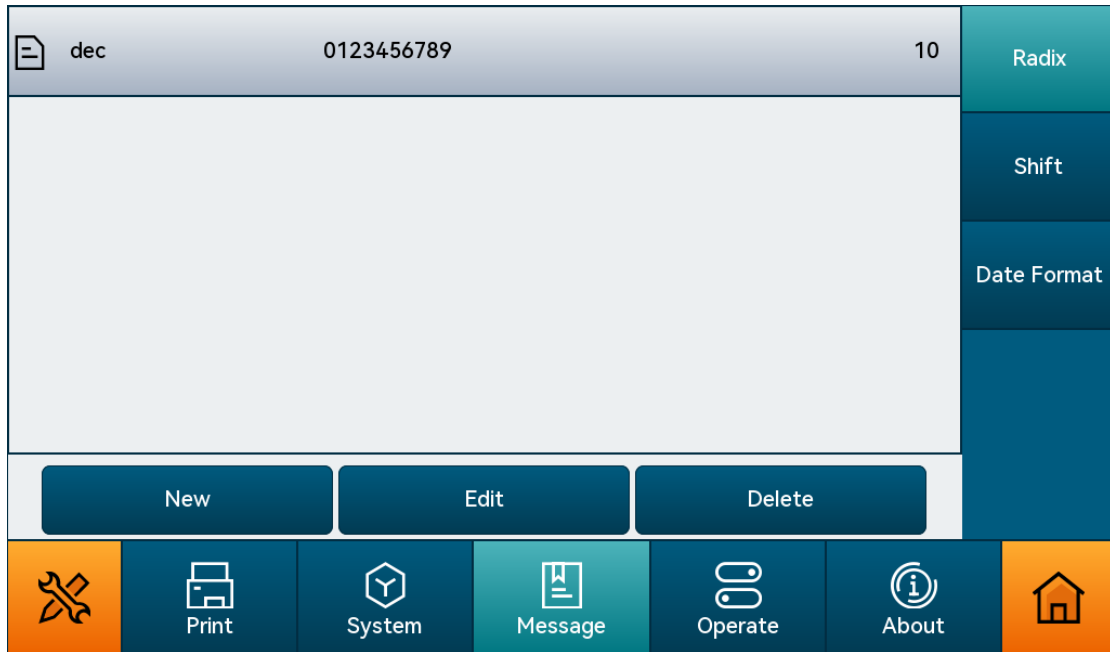 dec 0123456789 10
Radix
Shift
Date Format
New Edit Delete
Print System Message Operate About